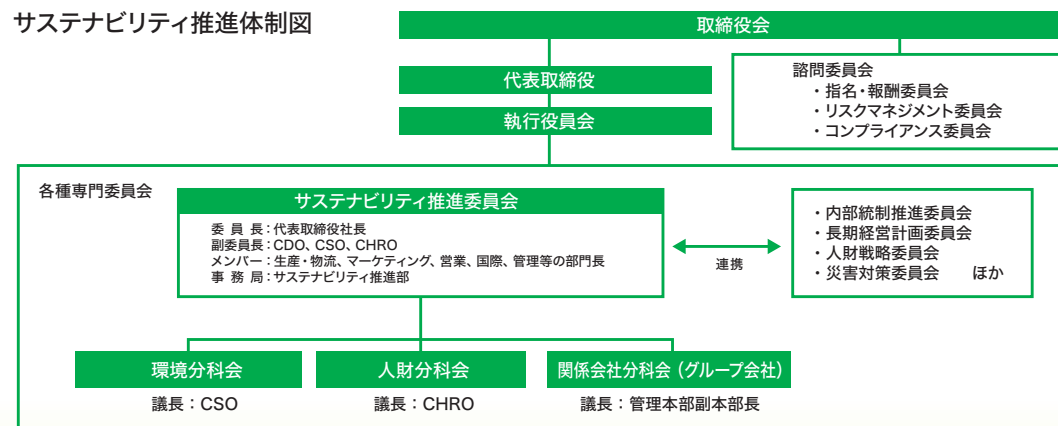 サステナビリティ推進体制図
取締役会
代表取締役
執行役員会
諮問委員会
・指名・報酬委員会
・リスクマネジメント委員会
・コンプライアンス委員会
各種専門委員会
サステナビリティ推進委員会
委 員 長：代表取締役社長
副委員長：CDO、CSO、CHRO
メンバー：生産・物流、マーケティング、営業、国際、管理等の部門長
事 務 局：サステナビリティ推進部
連携
・内部統制推進委員会
・長期経営計画委員会
・人財戦略委員会
・災害対策委員会　ほか
環境分科会
議長：CSO
人財分科会
議長：CHRO
関係会社分科会（グループ会社）
議長：管理本部副本部長